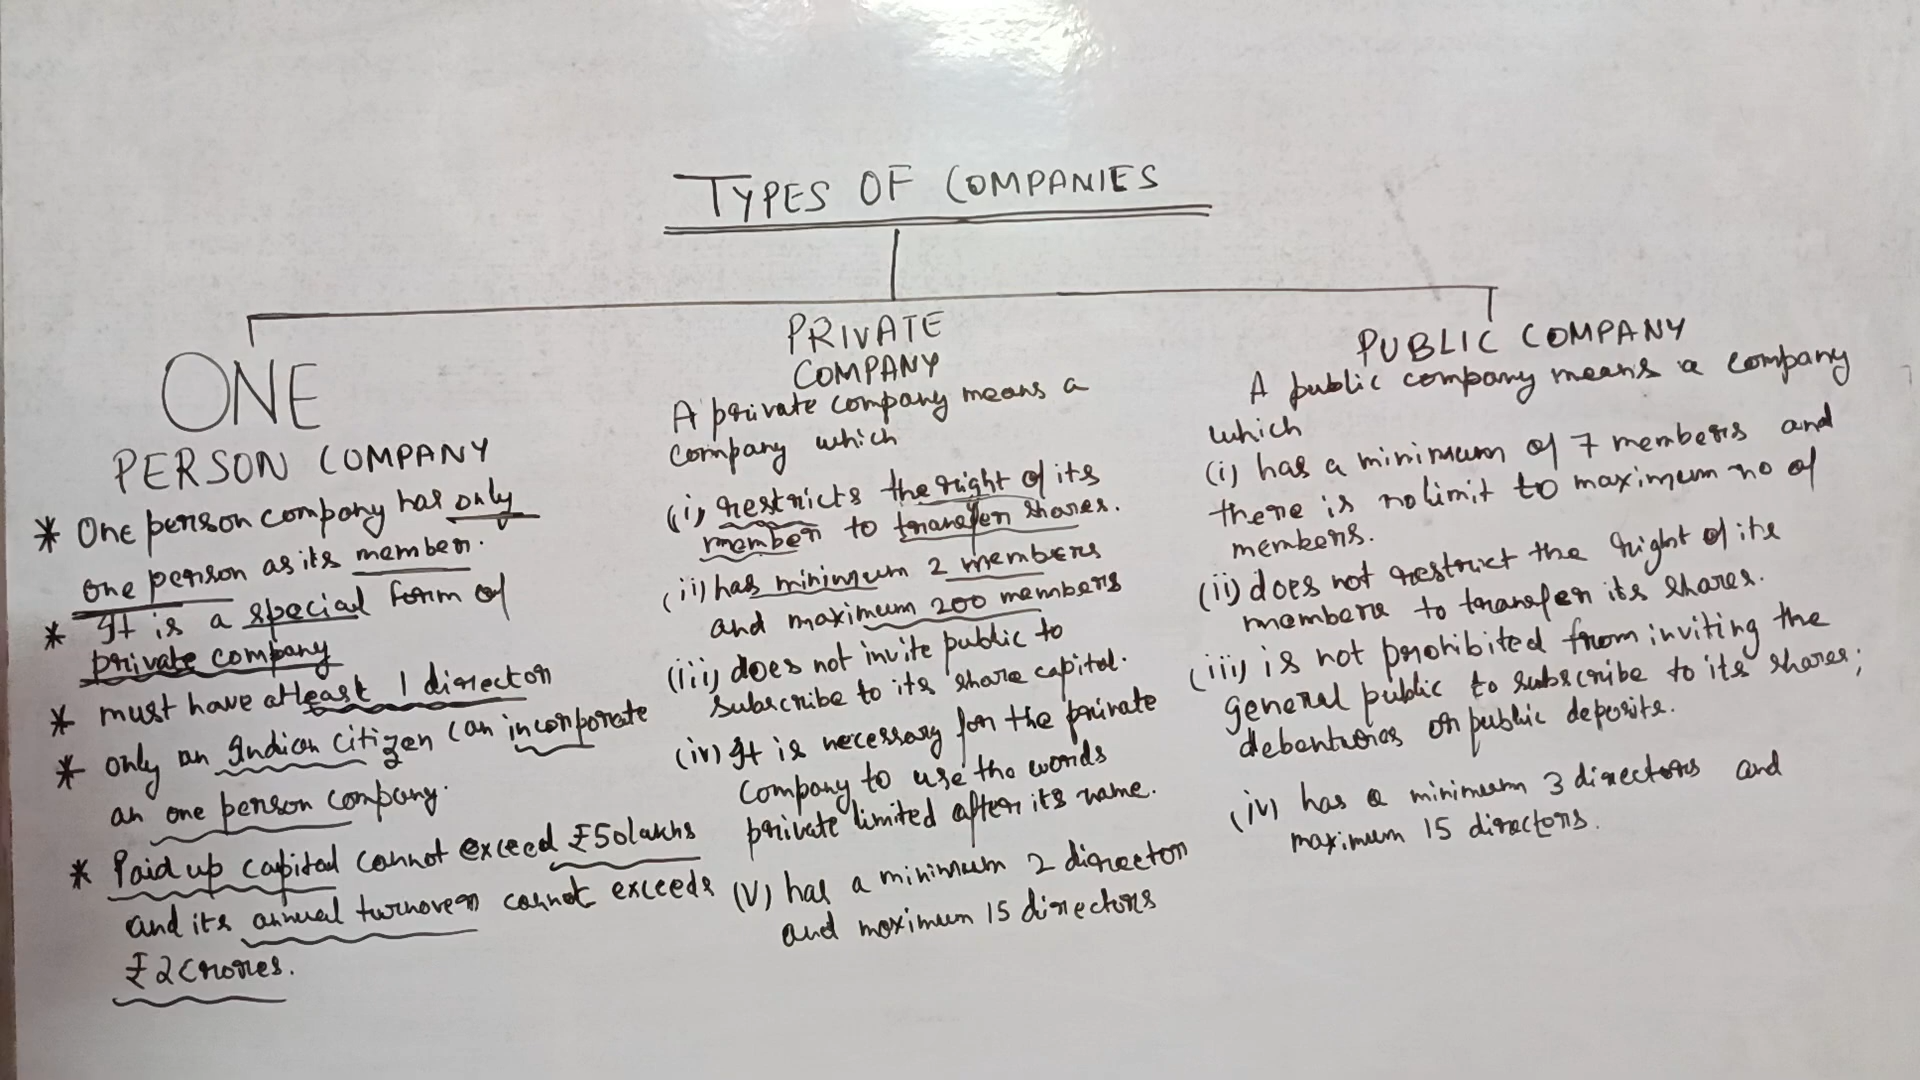 TYPES OF COMPANIES
ONE
PERSON COMPANY
* One person company has only
one person as its member.
* It is a special form of
private company
* must have atleast 1 director
* only an Indian citizen can incorporate
an one person company.
* Paid up capital cannot exceed ₹50lakhs
and its annual turnover cannot exceeds
₹2 crores.
PRIVATE
COMPANY
A private company means a
company which
(i) restricts the right of its
member to transfer shares.
(ii) has minimum 2 members
and maximum 200 members
(iii) does not invite public to
subscribe to its share capital.
(iv) It is necessary for the private
company to use the words
private limited after its name.
(v) has a minimum 2 director
and maximum 15 directors
PUBLIC COMPANY
A public company means a company
which
(i) has a minimum of 7 members and
there is no limit to maximum no of
members.
(ii) does not restrict the right of its
members to transfer its shares.
(iii) is not prohibited from inviting the
general public to subscribe to its shares;
debentures or public deposits.
(iv) has a minimum 3 directors and
maximum 15 directors.